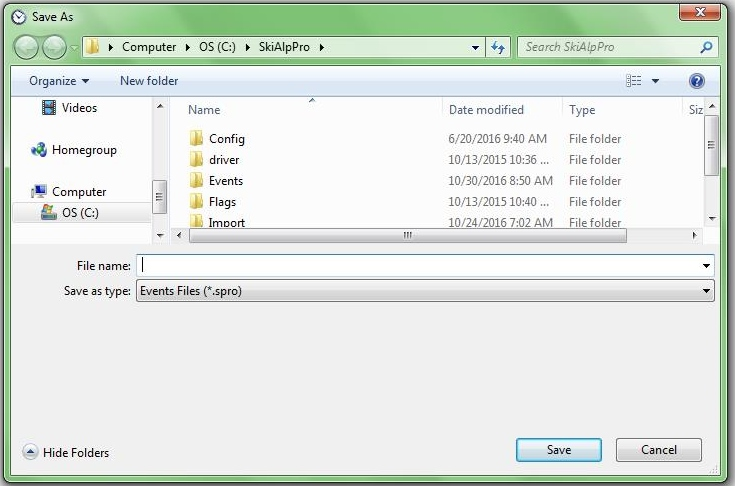 Save As
Computer ▸ OS (C:) ▸ SkiAlpPro ▸
Search SkiAlpPro
Organize New folder
Videos
Homegroup
Computer
OS (C:)
Name Date modified Type Siz
Config 6/20/2016 9:40 AM File folder
driver 10/13/2015 10:36 ... File folder
Events 10/30/2016 8:50 AM File folder
Flags 10/13/2015 10:40 ... File folder
Import 10/24/2016 7:02 AM File folder
File name:
Save as type: Events Files (*.spro)
Hide Folders
Save Cancel